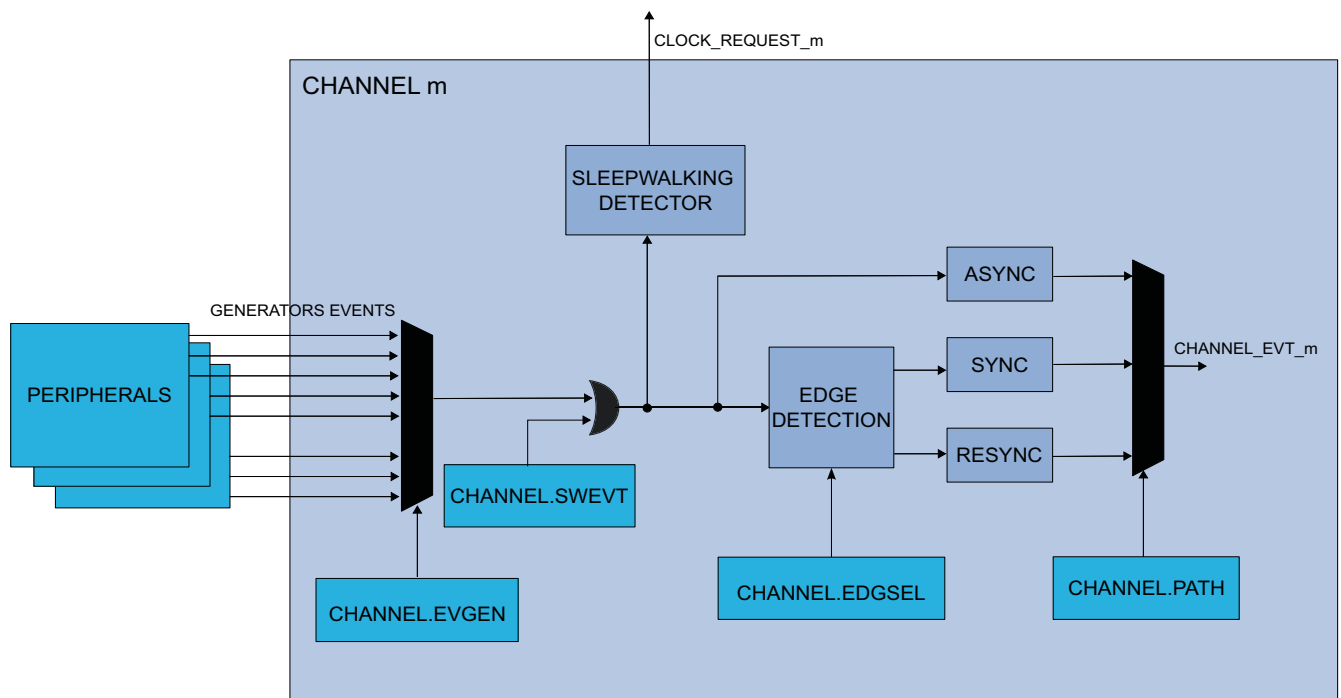 CLOCK_REQUEST_m
CHANNEL m
SLEEPWALKING
DETECTOR
GENERATORS EVENTS
PERIPHERALS
ASYNC
SYNC
RESYNC
EDGE
DETECTION
CHANNEL_EVT_m
CHANNEL.SWEVT
CHANNEL.EVGEN
CHANNEL.EDGSEL
CHANNEL.PATH